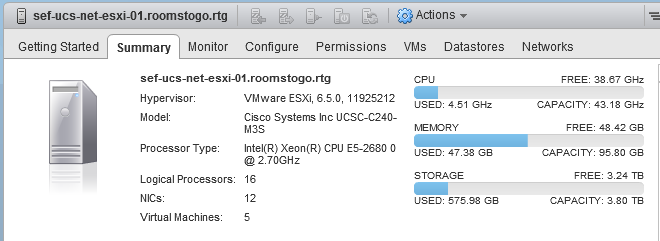 sef-ucs-net-esxi-01.roomstogo.rtg Actions
Getting Started Summary Monitor Configure Permissions VMs Datastores Networks
sef-ucs-net-esxi-01.roomstogo.rtg
Hypervisor: VMware ESXi, 6.5.0, 11925212
Model: Cisco Systems Inc UCSC-C240-
M3S
Processor Type: Intel(R) Xeon(R) CPU E5-2680 0
@ 2.70GHz
Logical Processors: 16
NICs: 12
Virtual Machines: 5
CPU FREE: 38.67 GHz
USED: 4.51 GHz CAPACITY: 43.18 GHz
MEMORY FREE: 48.42 GB
USED: 47.38 GB CAPACITY: 95.80 GB
STORAGE FREE: 3.24 TB
USED: 575.98 GB CAPACITY: 3.80 TB